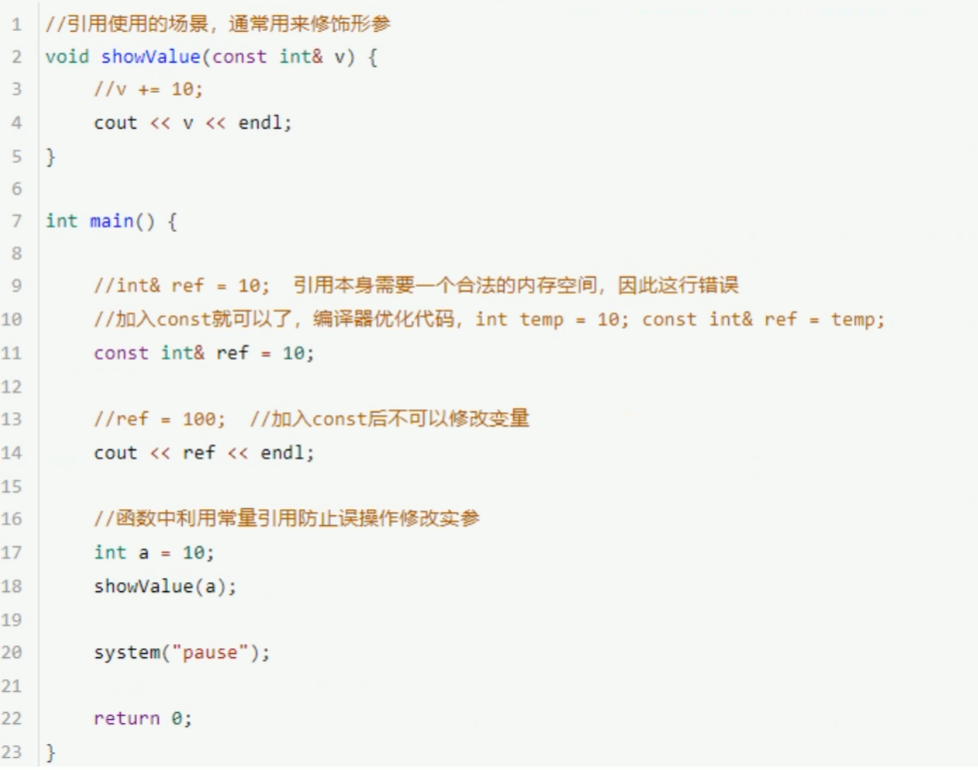 1 //引用使用的场景，通常用来修饰形参
2 void showValue(const int& v) {
3     //v += 10;
4     cout << v << endl;
5 }
6
7 int main() {
8
9     //int& ref = 10;  引用本身需要一个合法的内存空间，因此这行错误
10     //加入const就可以了，编译器优化代码，int temp = 10; const int& ref = temp;
11     const int& ref = 10;
12
13     //ref = 100;  //加入const后不可以修改变量
14     cout << ref << endl;
15
16     //函数中利用常量引用防止误操作修改实参
17     int a = 10;
18     showValue(a);
19
20     system("pause");
21
22     return 0;
23 }